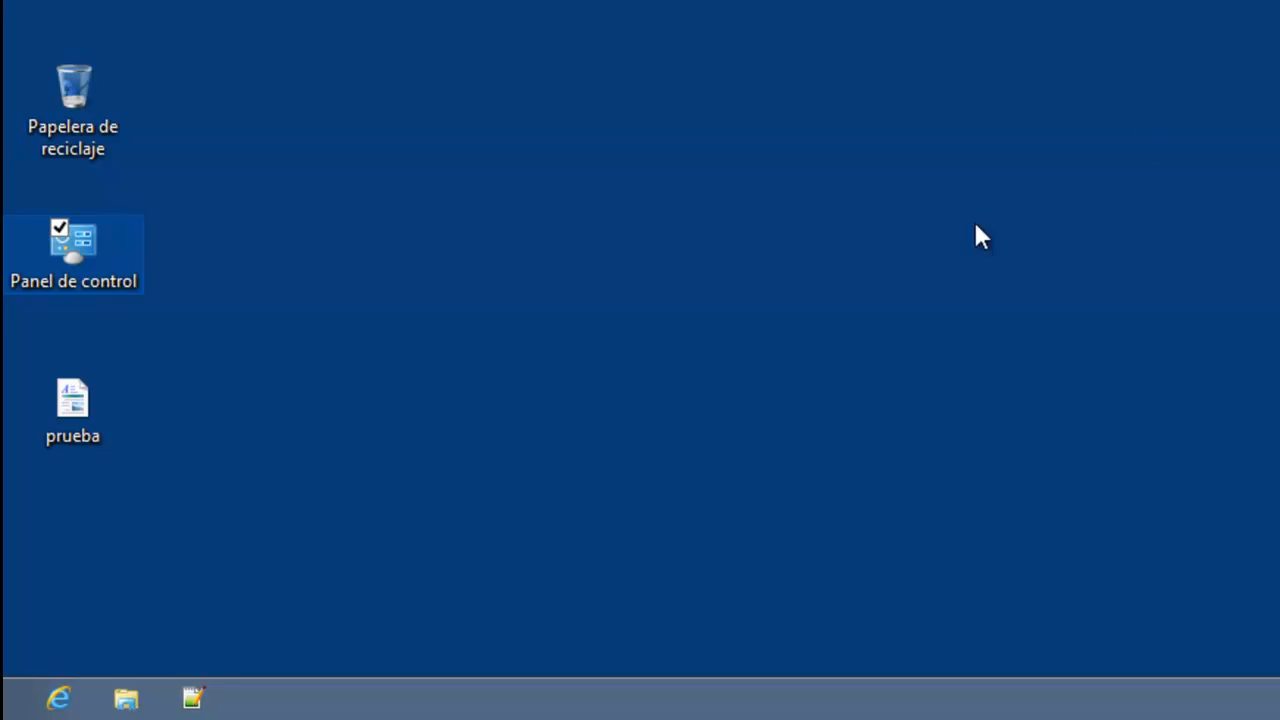 Papelera de
reciclaje
Panel de control
prueba